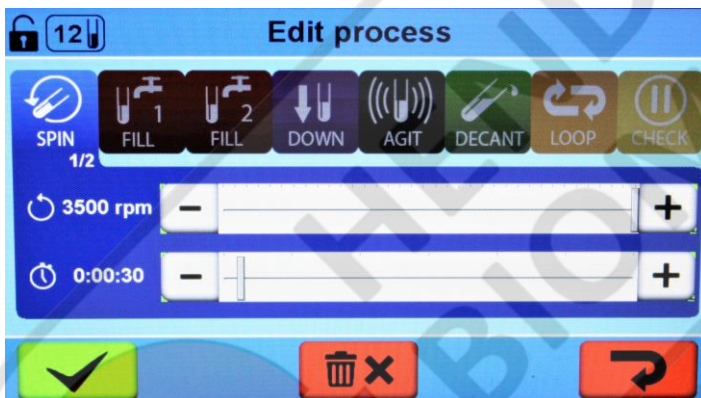 12
Edit process
SPIN
1/2
1
FILL
2
FILL
DOWN
AGIT
DECANT
LOOP
CHECK
3500 rpm
0:00:30